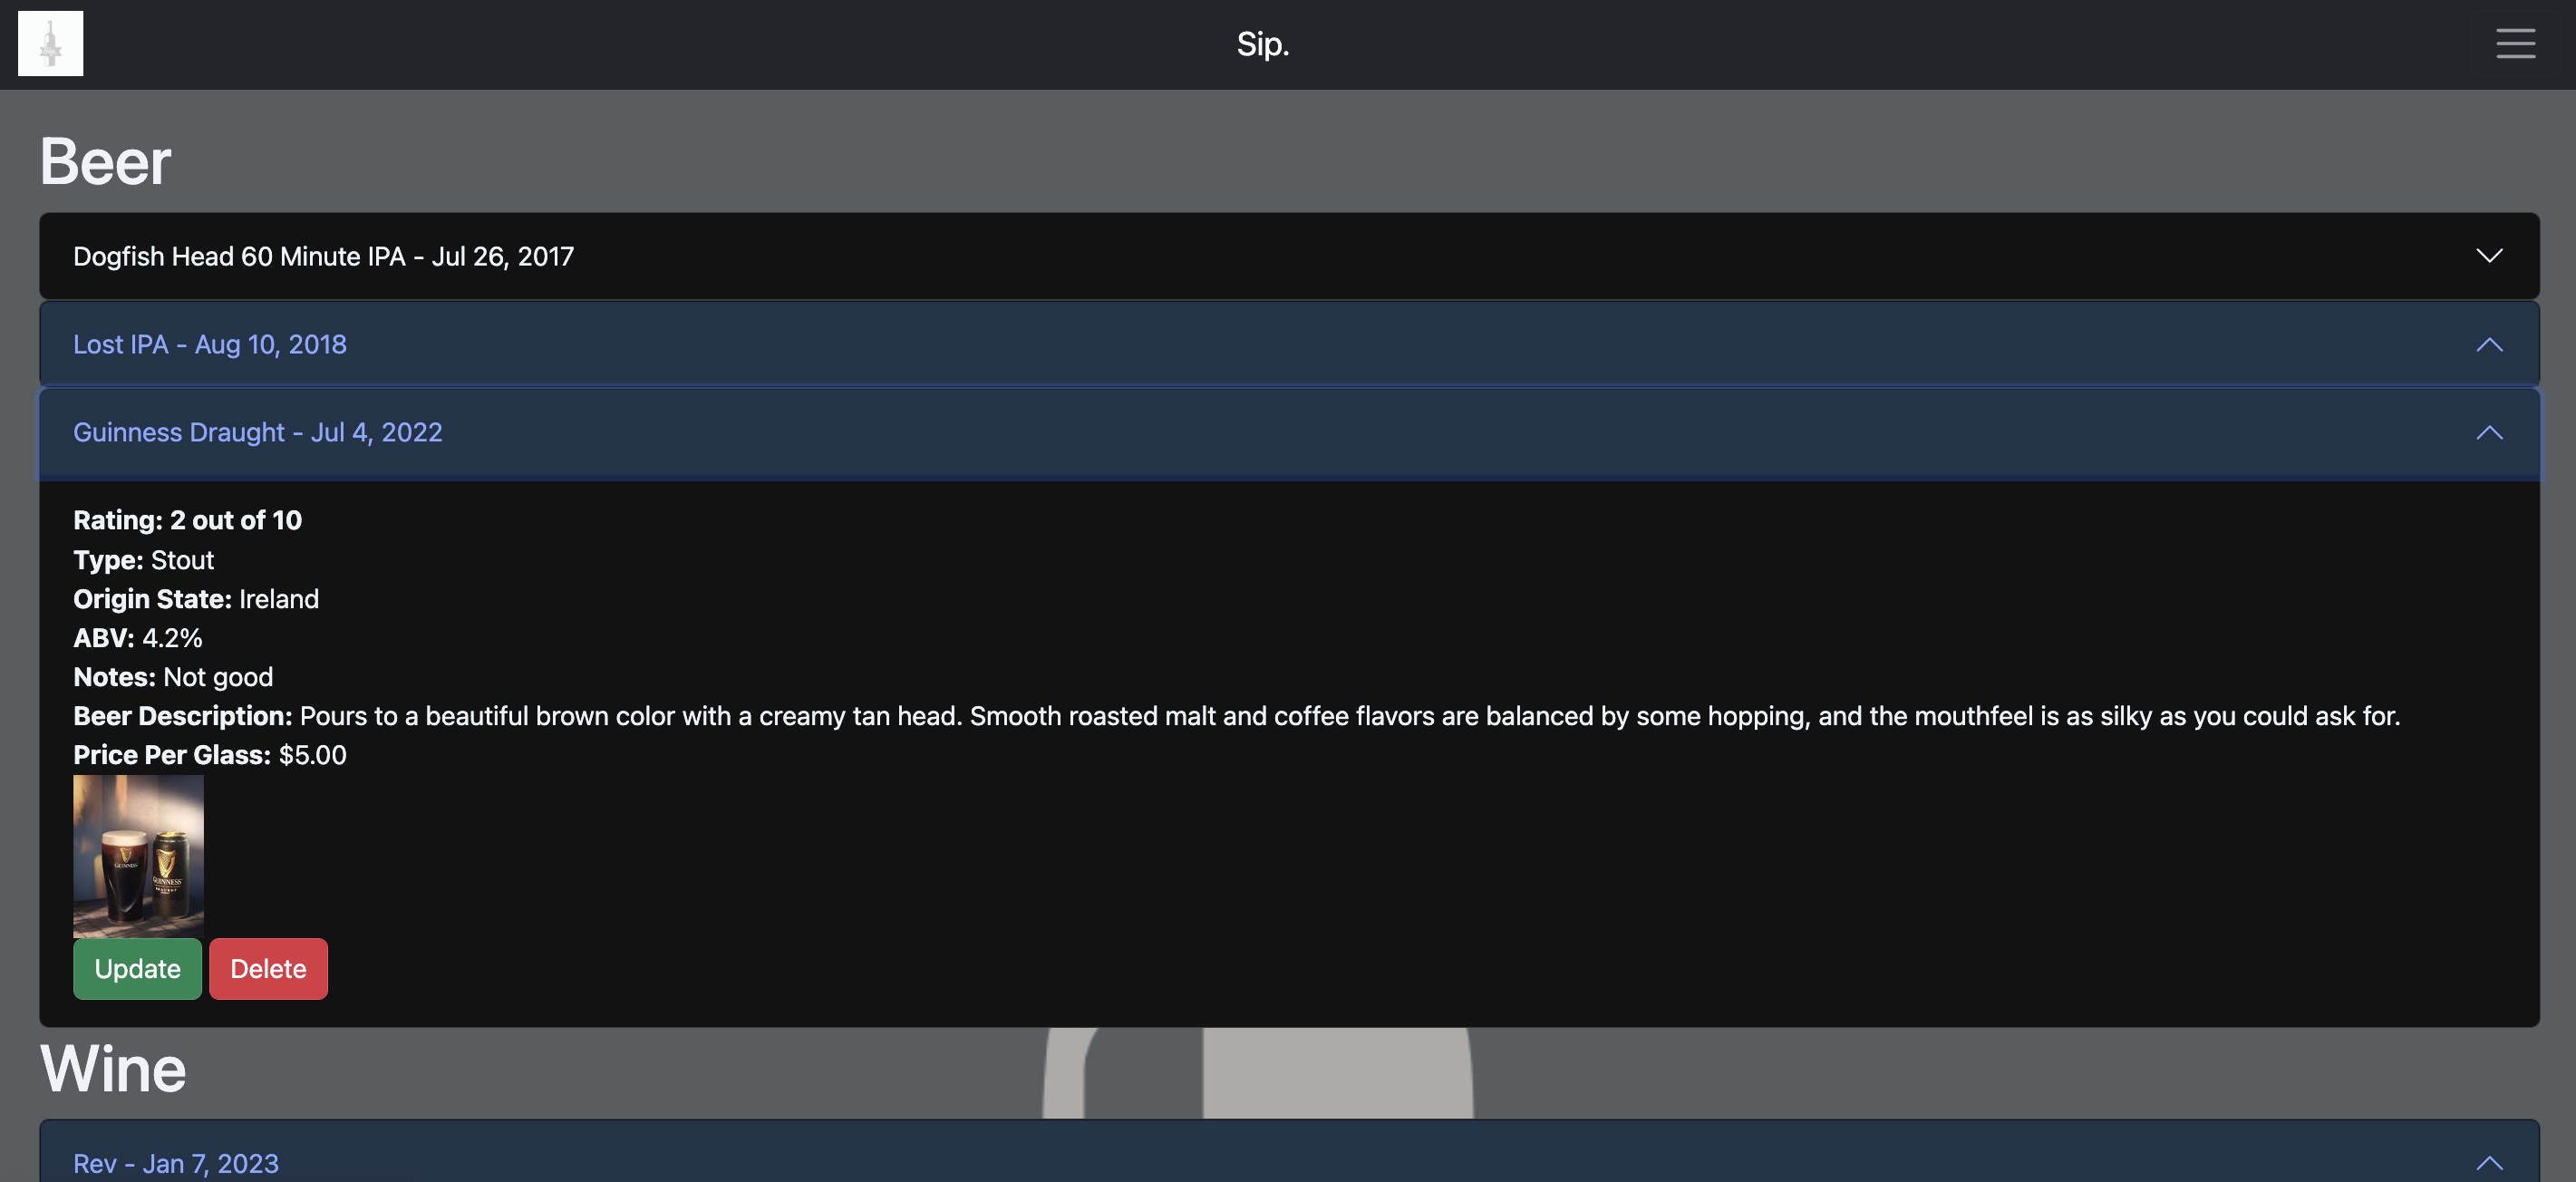 Sip.
Beer
Dogfish Head 60 Minute IPA - Jul 26, 2017
Lost IPA - Aug 10, 2018
Guinness Draught - Jul 4, 2022
Rating: 2 out of 10
Type: Stout
Origin State: Ireland
ABV: 4.2%
Notes: Not good
Beer Description: Pours to a beautiful brown color with a creamy tan head. Smooth roasted malt and coffee flavors are balanced by some hopping, and the mouthfeel is as silky as you could ask for.
Price Per Glass: $5.00
GUINNESS
GUINNESS
Update Delete
Wine
Rev - Jan 7, 2023